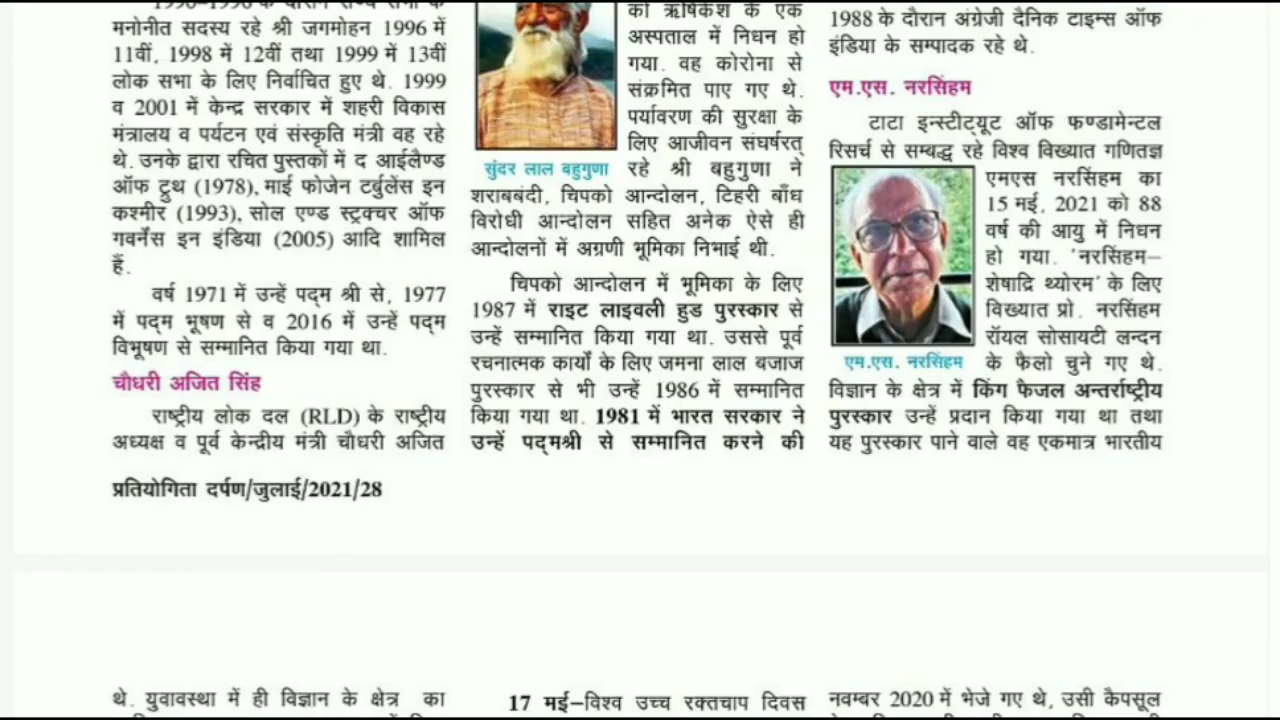 मनोनीत सदस्य रहे श्री जगमोहन 1996 में
11वीं, 1998 में 12वीं तथा 1999 में 13वीं
लोक सभा के लिए निर्वाचित हुए थे. 1999
व 2001 में केन्द्र सरकार में शहरी विकास
मंत्रालय व पर्यटन एवं संस्कृति मंत्री वह रहे
थे. उनके द्वारा रचित पुस्तकों में द आईलैण्ड
ऑफ ट्रुथ (1978), माई फोजेन टर्बुलेंस इन
कश्मीर (1993), सोल एण्ड स्ट्रक्चर ऑफ
गवर्नेंस इन इंडिया (2005) आदि शामिल
हैं.
वर्ष 1971 में उन्हें पद्म श्री से, 1977
में पद्म भूषण से व 2016 में उन्हें पद्म
विभूषण से सम्मानित किया गया था.
चौधरी अजित सिंह
राष्ट्रीय लोक दल (RLD) के राष्ट्रीय
अध्यक्ष व पूर्व केन्द्रीय मंत्री चौधरी अजित
को ऋषिकेश के एक
अस्पताल में निधन हो
गया. वह कोरोना से
संक्रमित पाए गए थे.
पर्यावरण की सुरक्षा के
लिए आजीवन संघर्षरत्
सुंदर लाल बहुगुणा
रहे श्री बहुगुणा ने
शराबबंदी, चिपको आन्दोलन, टिहरी बाँध
विरोधी आन्दोलन सहित अनेक ऐसे ही
आन्दोलनों में अग्रणी भूमिका निभाई थी.
चिपको आन्दोलन में भूमिका के लिए
1987 में राइट लाइवली हुड पुरस्कार से
उन्हें सम्मानित किया गया था. उससे पूर्व
रचनात्मक कार्यों के लिए जमना लाल बजाज
पुरस्कार से भी उन्हें 1986 में सम्मानित
किया गया था. 1981 में भारत सरकार ने
उन्हें पद्मश्री से सम्मानित करने की
1988 के दौरान अंग्रेजी दैनिक टाइम्स ऑफ
इंडिया के सम्पादक रहे थे.
एम.एस. नरसिंहम
टाटा इन्स्टीट्यूट ऑफ फण्डामेन्टल
रिसर्च से सम्बद्ध रहे विश्व विख्यात गणितज्ञ
एमएस नरसिंहम का
15 मई, 2021 को 88
वर्ष की आयु में निधन
हो गया. 'नरसिंहम–
शेषाद्रि थ्योरम' के लिए
विख्यात प्रो. नरसिंहम
रॉयल सोसायटी लन्दन
एम.एस. नरसिंहम
के फैलो चुने गए थे.
विज्ञान के क्षेत्र में किंग फैजल अन्तर्राष्ट्रीय
पुरस्कार उन्हें प्रदान किया गया था तथा
यह पुरस्कार पाने वाले वह एकमात्र भारतीय
प्रतियोगिता दर्पण/जुलाई/2021/28
थे. युवावस्था में ही विज्ञान के क्षेत्र का
17 मई–विश्व उच्च रक्तचाप दिवस
नवम्बर 2020 में भेजे गए थे, उसी कैपसूल